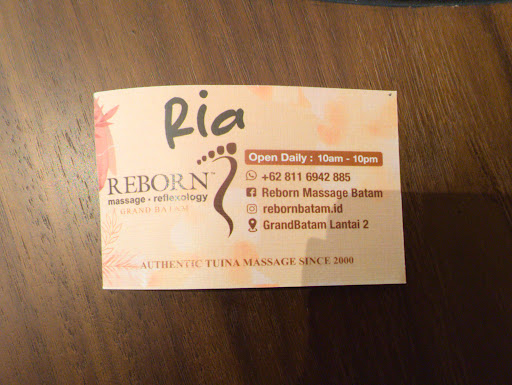 Ria
REBORN™
massage • reflexology
GRAND BATAM
Open Daily : 10am - 10pm
+62 811 6942 885
Reborn Massage Batam
rebornbatam.id
GrandBatam Lantai 2
AUTHENTIC TUINA MASSAGE SINCE 2000